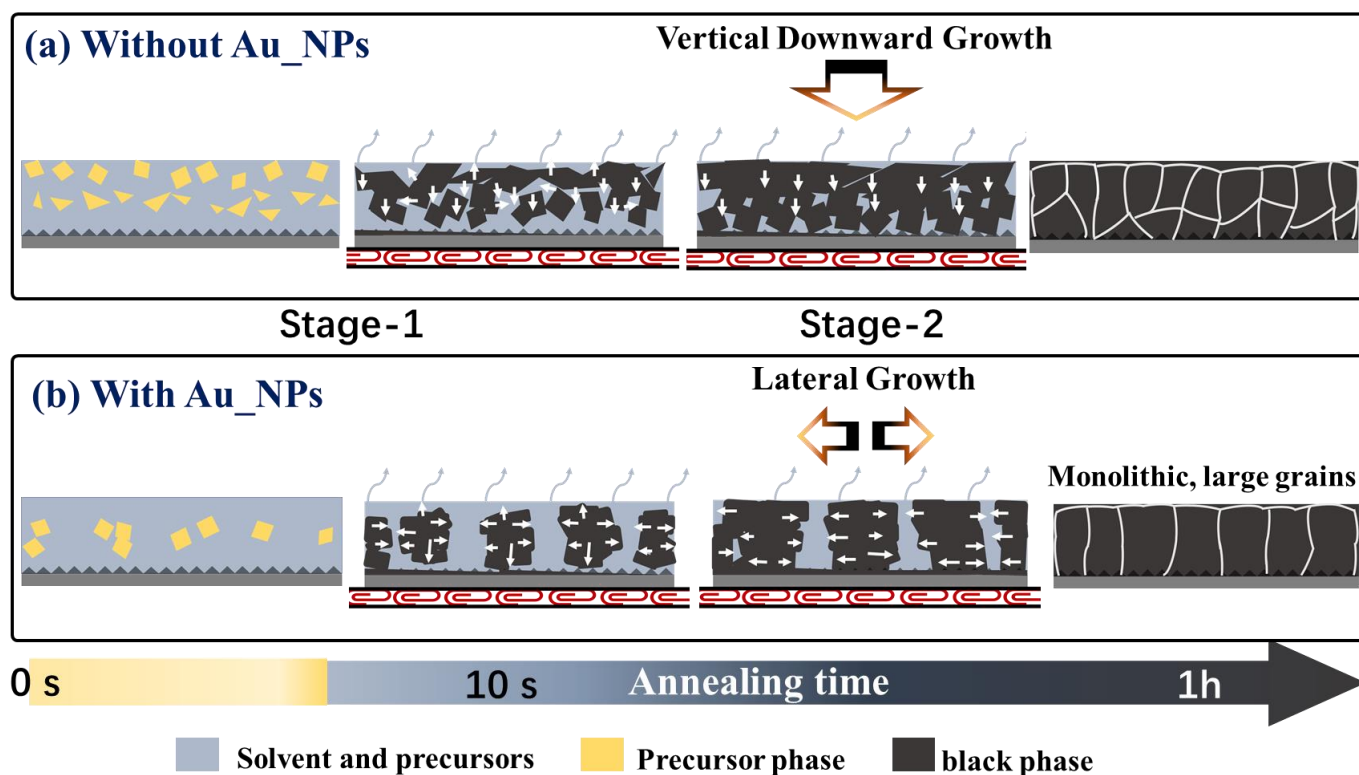 (a) Without Au_NPs
Vertical Downward Growth
Stage-1
Stage-2
(b) With Au_NPs
Lateral Growth
Monolithic, large grains
0 s
10 s
Annealing time
1h
Solvent and precursors
Precursor phase
black phase